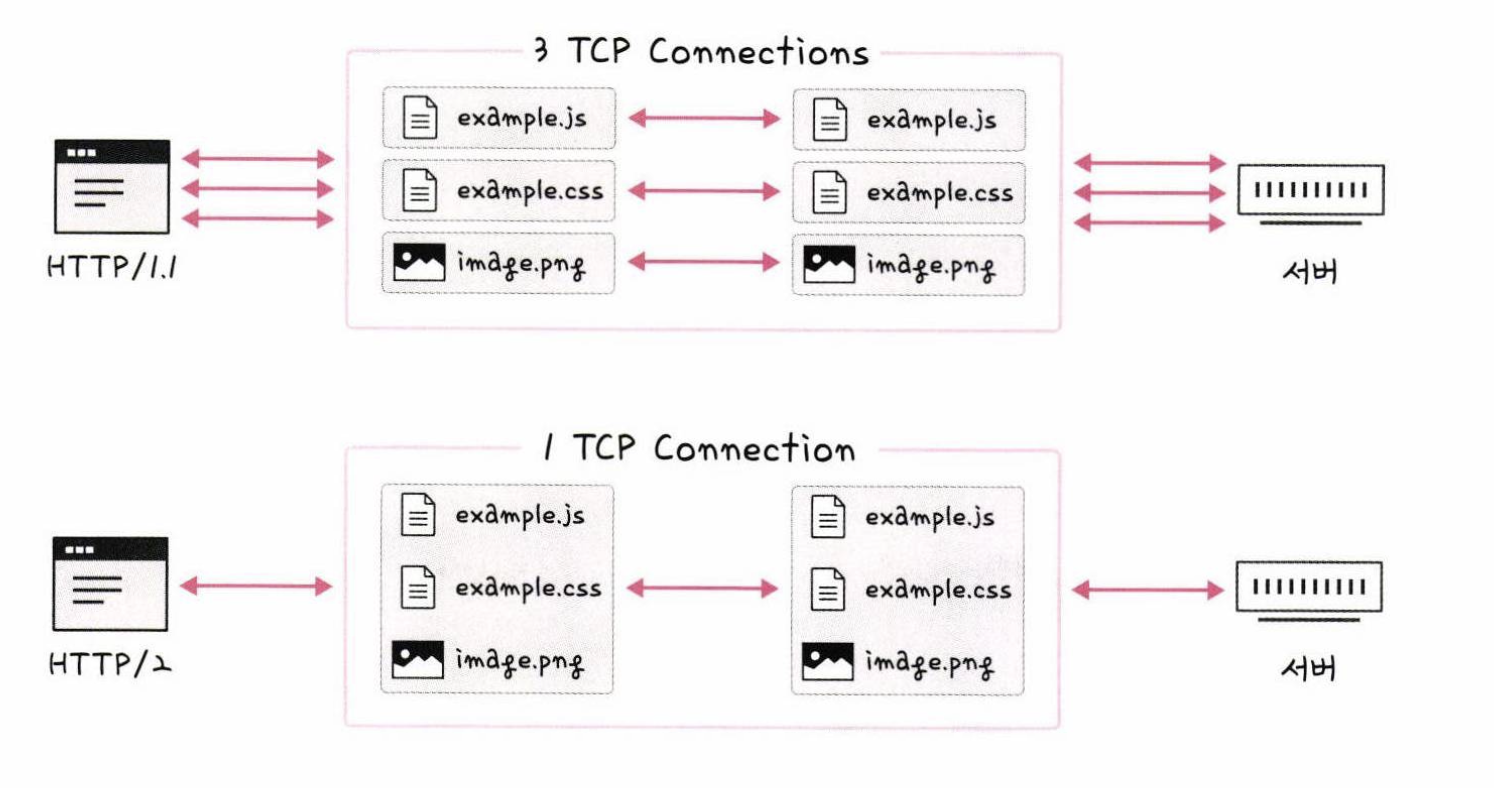 3 TCP Connections
example.js
example.js
example.css
example.css
image.png
image.png
HTTP/1.1
서버
1 TCP Connection
example.js
example.js
example.css
example.css
image.png
image.png
HTTP/2
서버